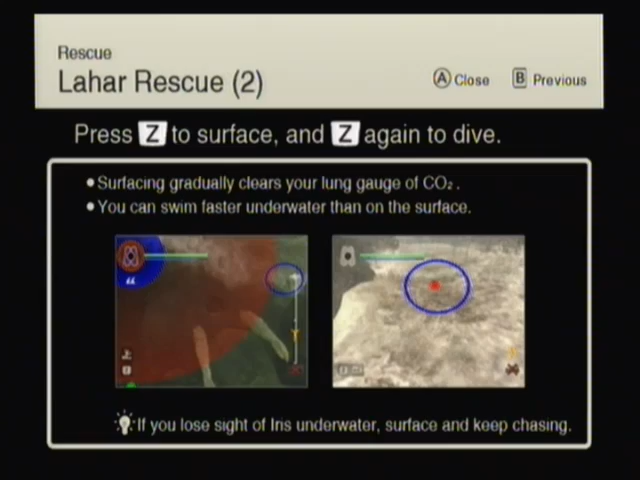 Rescue
Lahar Rescue (2)
A Close B Previous
Press Z to surface, and Z again to dive.
• Surfacing gradually clears your lung gauge of CO₂.
• You can swim faster underwater than on the surface.
If you lose sight of Iris underwater, surface and keep chasing.